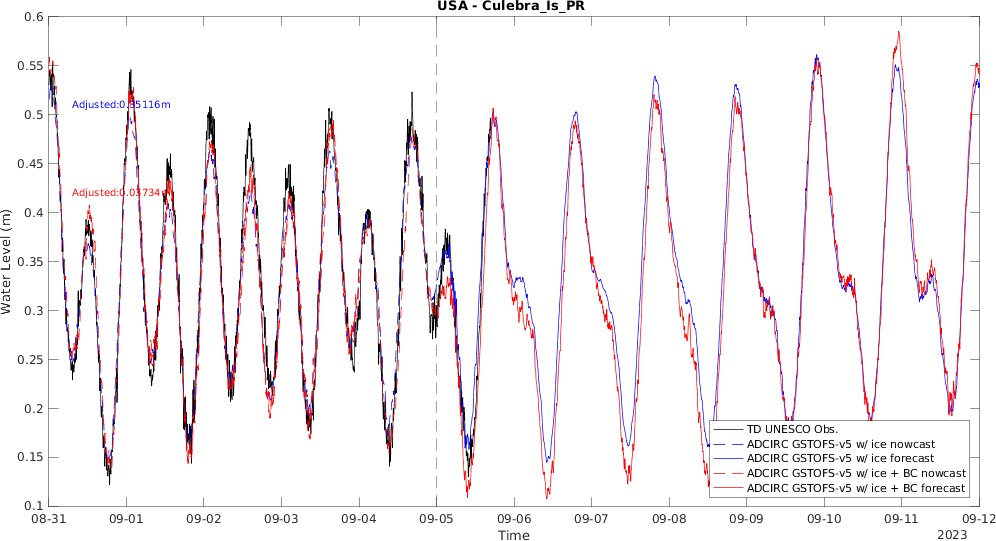 USA - Culebra_Is_PR
0.6
0.55
0.5
0.45
0.4
0.35
0.3
0.25
0.2
0.15
0.1
Water Level (m)
Adjusted:0.05116m
Adjusted:0.03734m
TD UNESCO Obs.
ADCIRC GSTOFS-v5 w/ ice nowcast
ADCIRC GSTOFS-v5 w/ ice forecast
ADCIRC GSTOFS-v5 w/ ice + BC nowcast
ADCIRC GSTOFS-v5 w/ ice + BC forecast
08-31 09-01 09-02 09-03 09-04 09-05 09-06 09-07 09-08 09-09 09-10 09-11 09-12
Time
2023